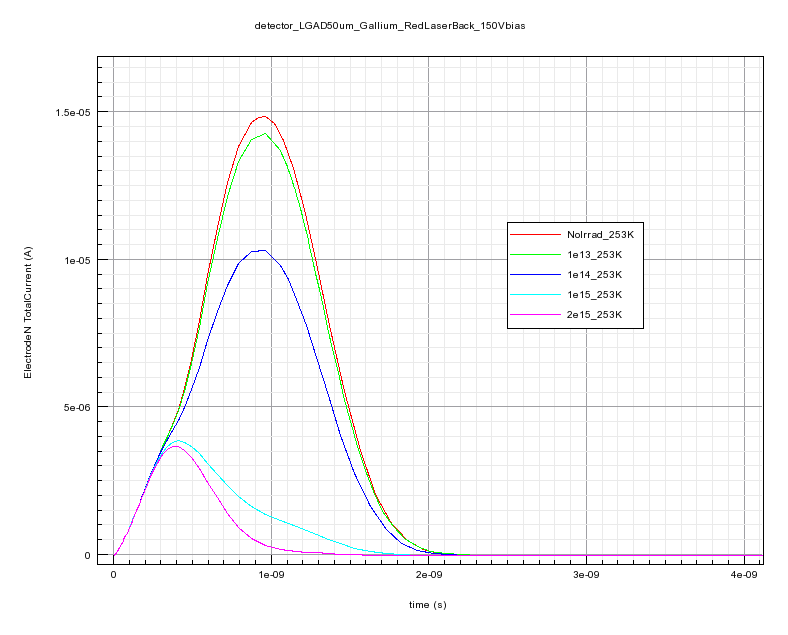 detector_LGAD50um_Gallium_RedLaserBack_150Vbias
ElectrodeN TotalCurrent (A)
1.5e-05
1e-05
5e-06
0
NoIrrad_253K
1e13_253K
1e14_253K
1e15_253K
2e15_253K
0 1e-09 2e-09 3e-09 4e-09
time (s)